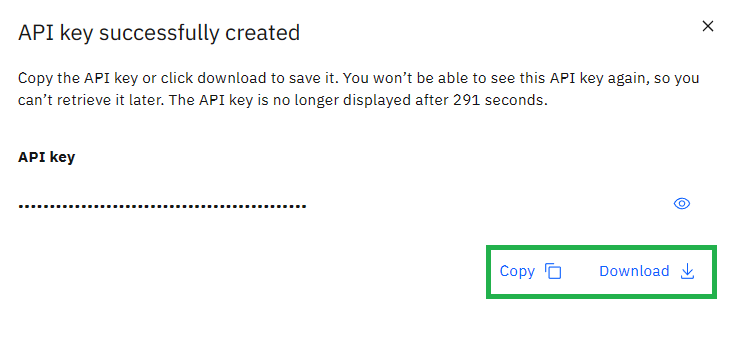 API key successfully created
Copy the API key or click download to save it. You won’t be able to see this API key again, so you
can’t retrieve it later. The API key is no longer displayed after 291 seconds.
API key
••••••••••••••••••••••••••••••••••••••••••••
Copy
Download